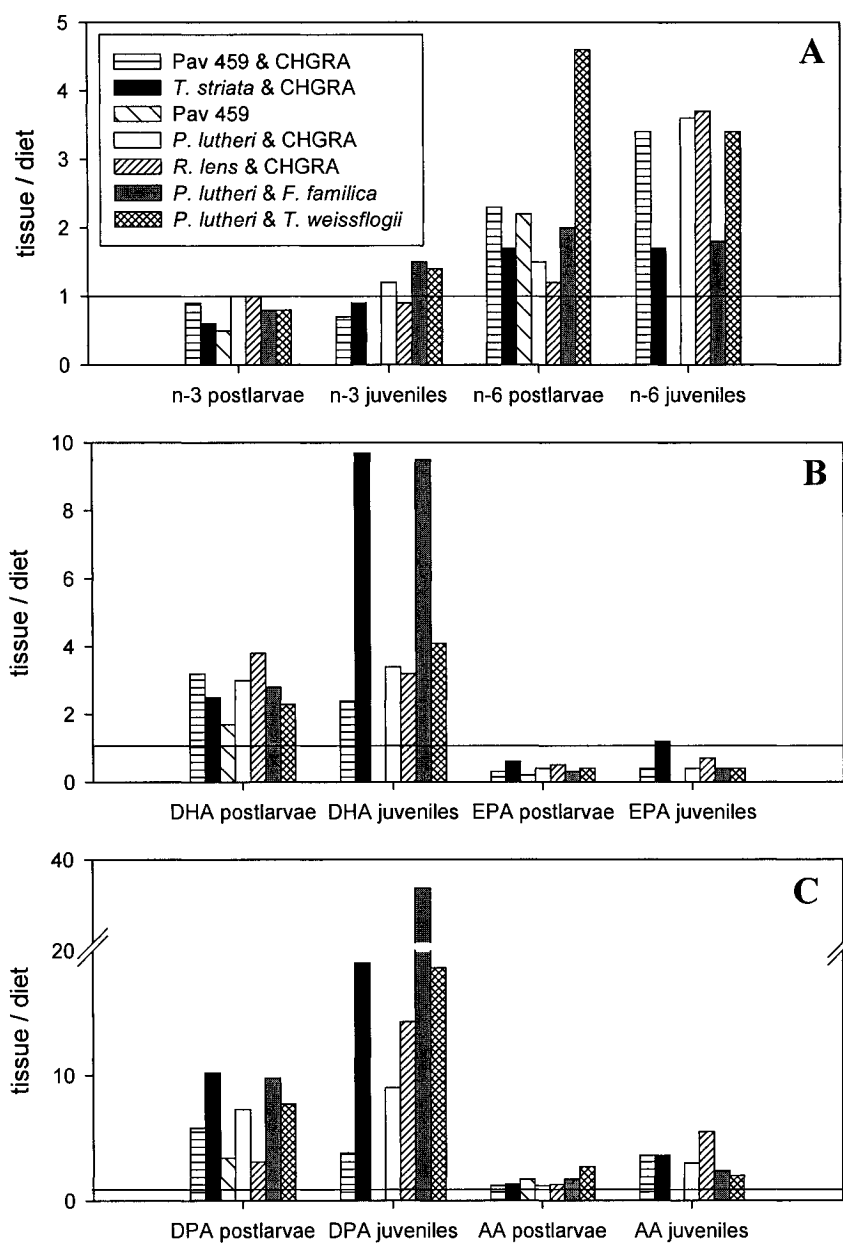 A
5
4
3
2
1
0
tissue / diet
Pav 459 & CHGRA
T. striata & CHGRA
Pav 459
P. lutheri & CHGRA
R. lens & CHGRA
P. lutheri & F. familica
P. lutheri & T. weissflogii
n-3 postlarvae n-3 juveniles n-6 postlarvae n-6 juveniles
B
10
8
6
4
2
0
tissue / diet
DHA postlarvae DHA juveniles EPA postlarvae EPA juveniles
C
40
20
10
0
tissue / diet
DPA postlarvae DPA juveniles AA postlarvae AA juveniles